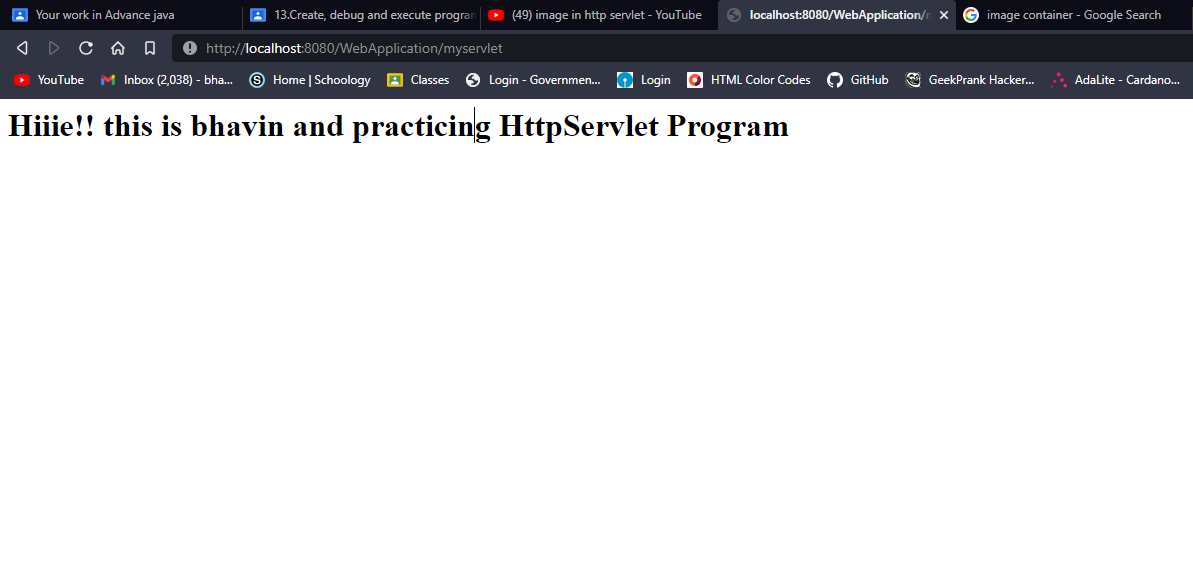 Your work in Advance java
13.Create, debug and execute program
(49) image in http servlet - YouTube
localhost:8080/WebApplication/m
image container - Google Search
http://localhost:8080/WebApplication/myservlet
YouTube Inbox (2,038) - bha... Home | Schoology Classes Login - Governmen... Login HTML Color Codes GitHub GeekPrank Hacker... AdaLite - Cardano...
Hiiie!! this is bhavin and practicing HttpServlet Program